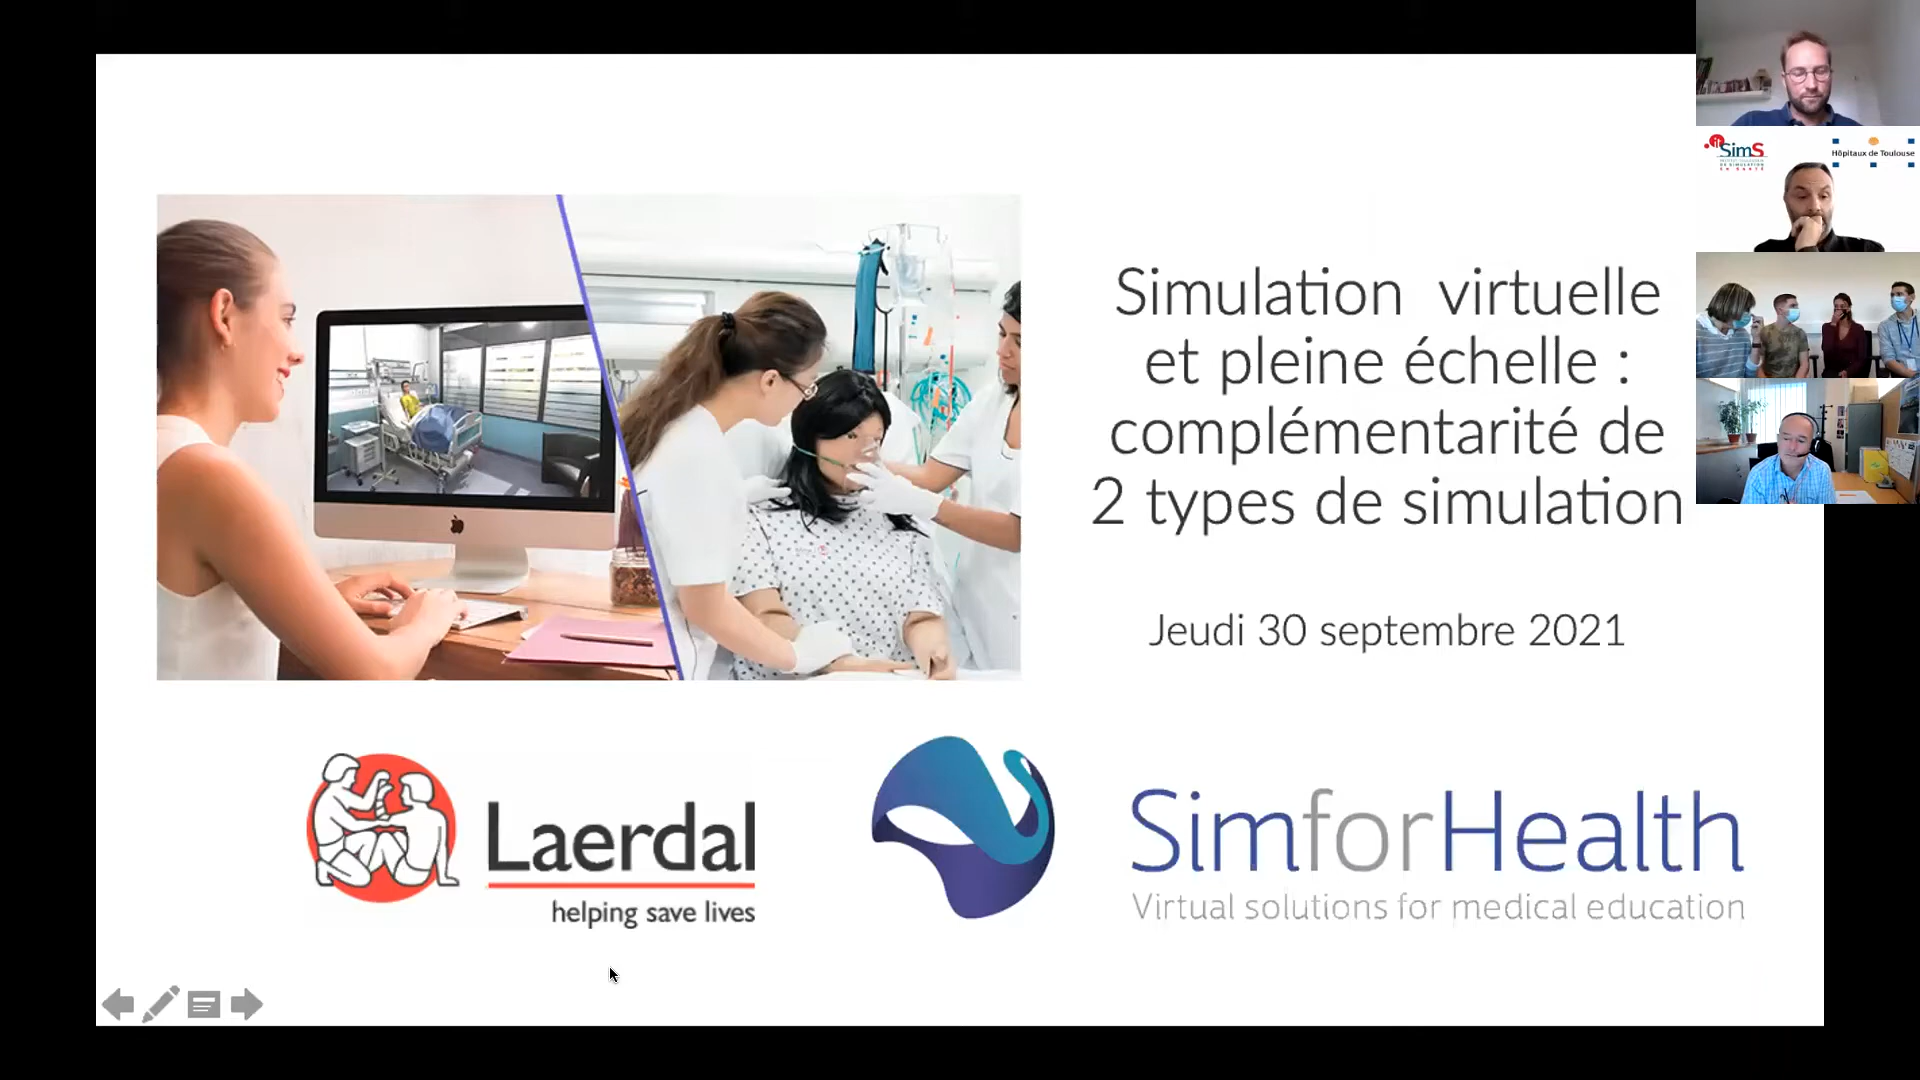 Simulation virtuelle
et pleine échelle :
complémentarité de
2 types de simulation
Jeudi 30 septembre 2021
Laerdal
helping save lives
SimforHealth
Virtual solutions for medical education
itSimS
Hôpitaux de Toulouse